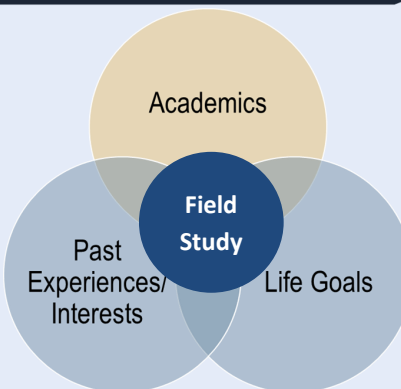 Academics
Field
Study
Past
Experiences/
Interests
Life Goals